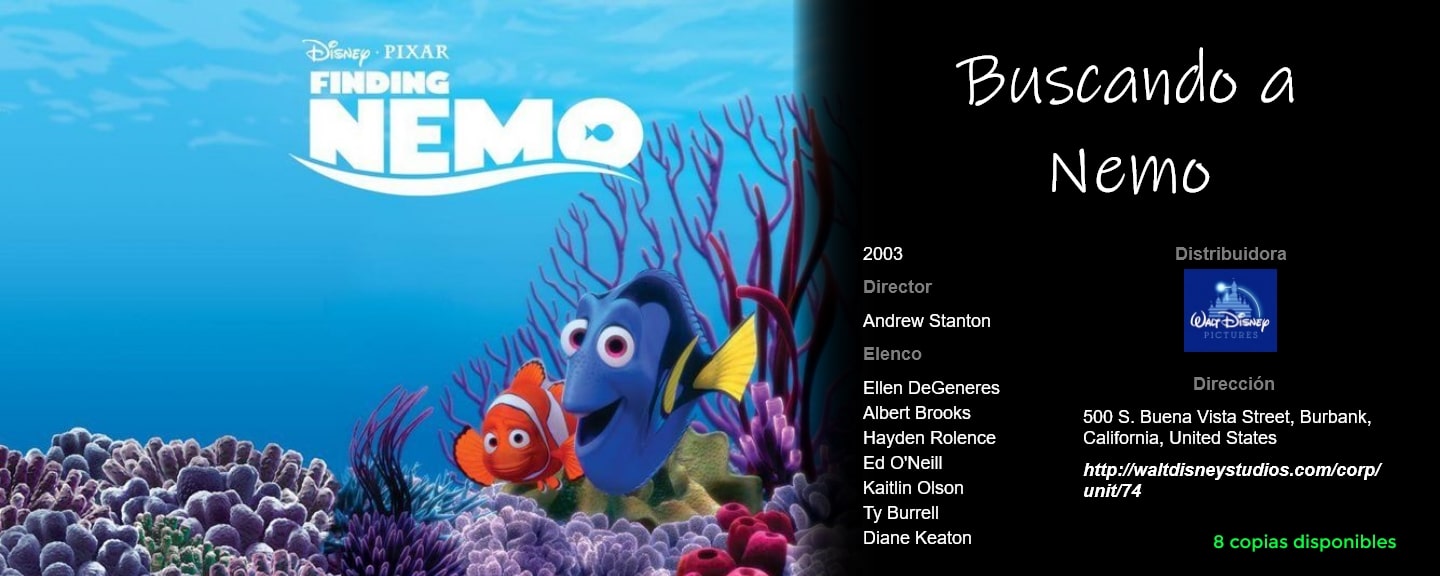 Disney · PIXAR
FINDING
NEMO
Buscando a
Nemo
2003
Director
Andrew Stanton
Elenco
Ellen DeGeneres
Albert Brooks
Hayden Rolence
Ed O'Neill
Kaitlin Olson
Ty Burrell
Diane Keaton
Distribuidora
WALT DISNEY
PICTURES
Dirección
500 S. Buena Vista Street, Burbank,
California, United States
http://waltdisneystudios.com/corp/
unit/74
8 copias disponibles